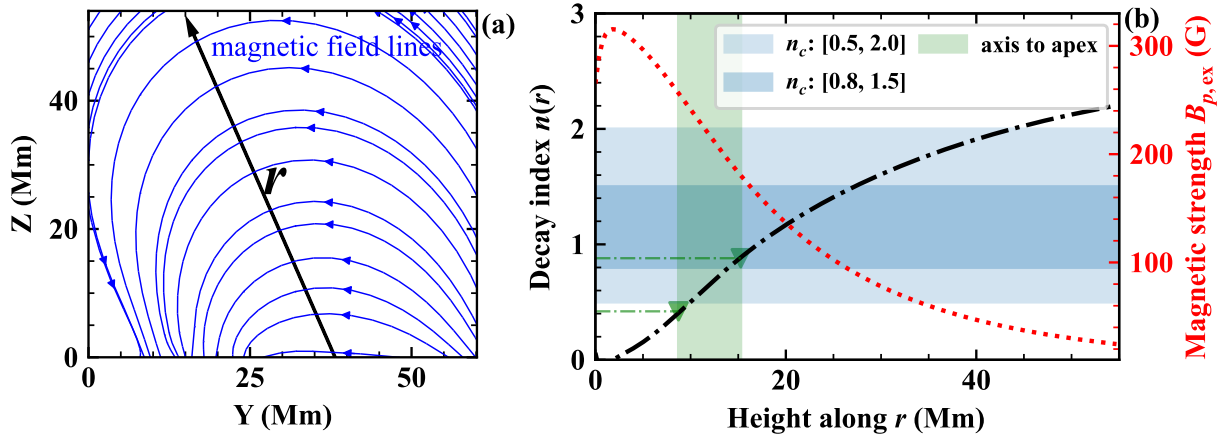 (a)
magnetic field lines
r
Z (Mm)
40
20
0
0
25
50
Y (Mm)
(b)
n_c: [0.5, 2.0]
axis to apex
n_c: [0.8, 1.5]
Decay index n(r)
3
2
1
0
0
20
40
Height along r (Mm)
300
200
100
Magnetic strength B_{p,ex} (G)